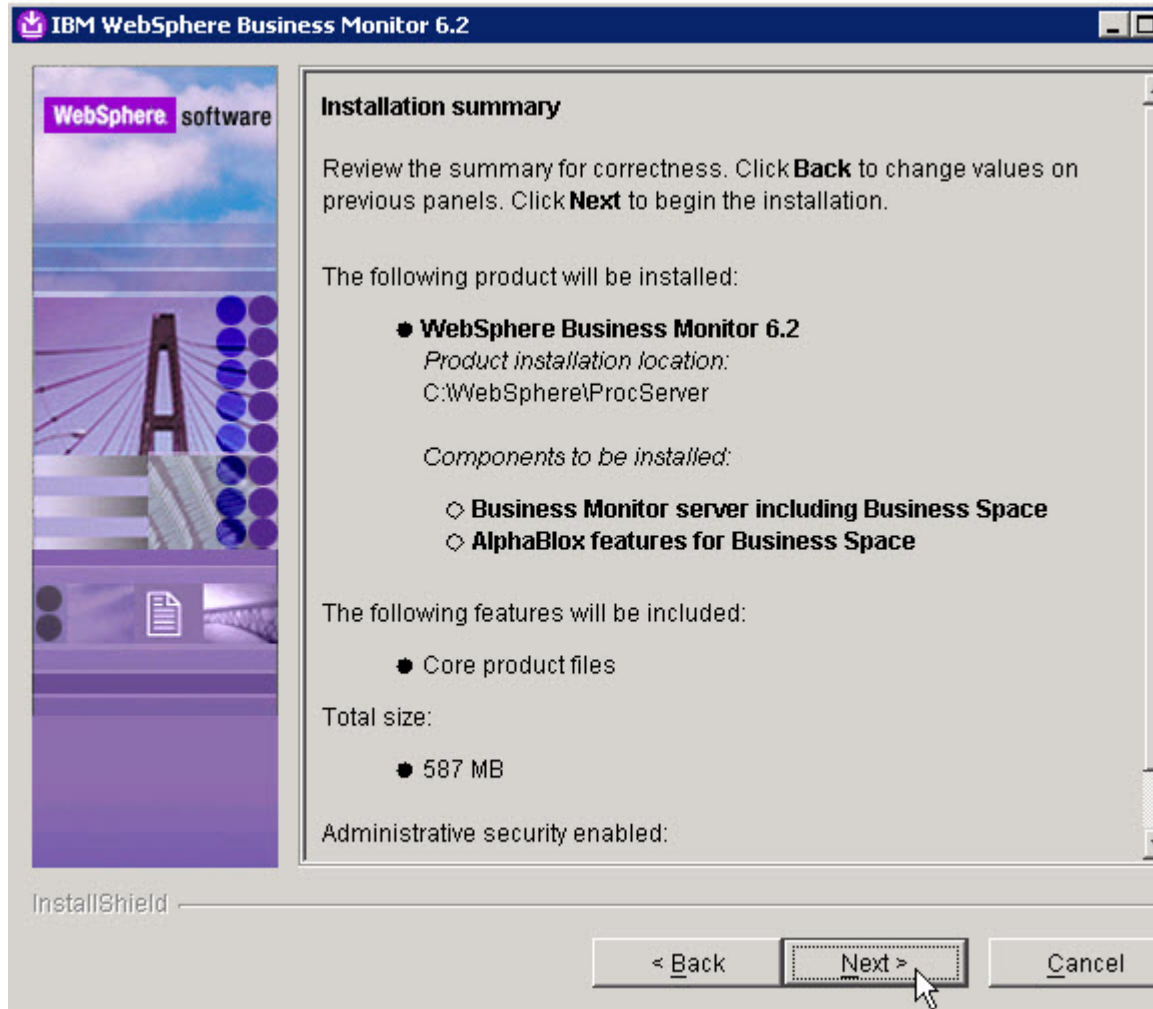 IBM WebSphere Business Monitor 6.2
WebSphere software
Installation summary
Review the summary for correctness. Click Back to change values on
previous panels. Click Next to begin the installation.
The following product will be installed:
WebSphere Business Monitor 6.2
Product installation location:
C:\WebSphere\ProcServer
Components to be installed:
Business Monitor server including Business Space
AlphaBlox features for Business Space
The following features will be included:
Core product files
Total size:
587 MB
Administrative security enabled:
InstallShield
< Back
Next >
Cancel